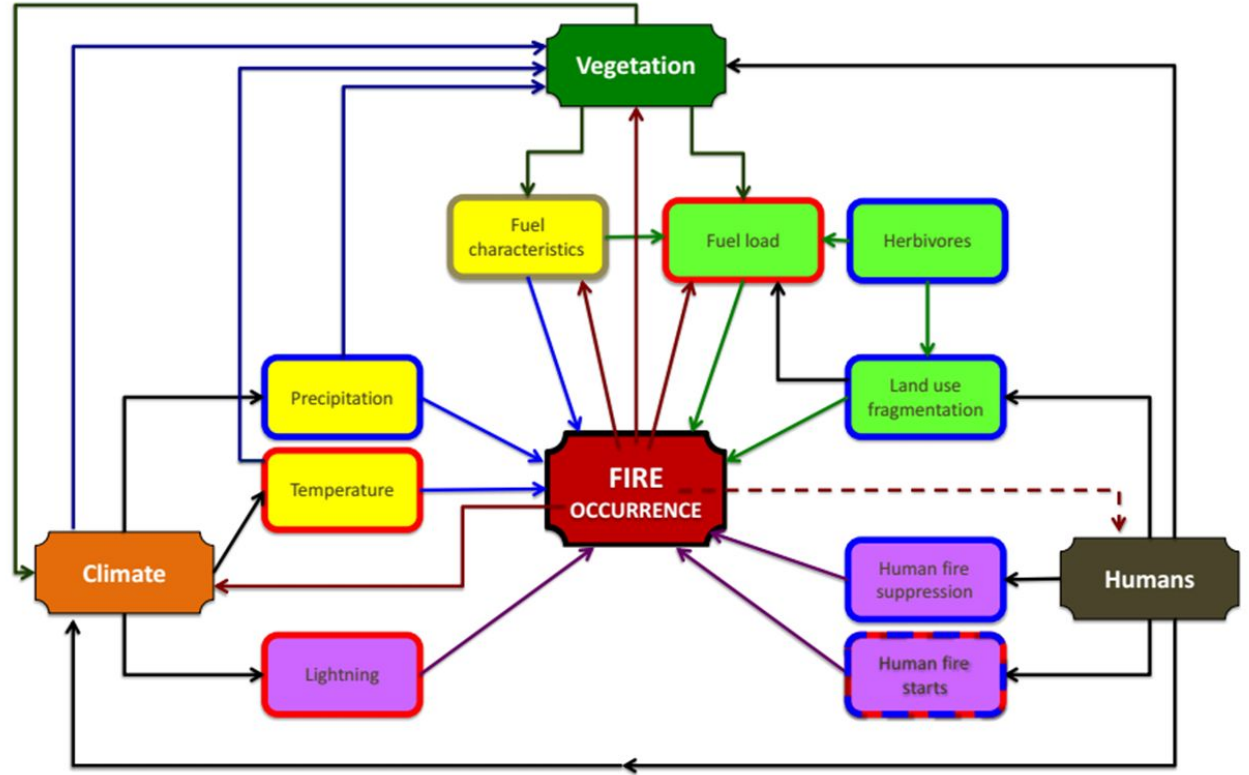 Vegetation
Fuel
characteristics
Fuel load
Herbivores
Precipitation
Land use
fragmentation
Temperature
FIRE
OCCURRENCE
Climate
Human fire
suppression
Humans
Lightning
Human fire
starts